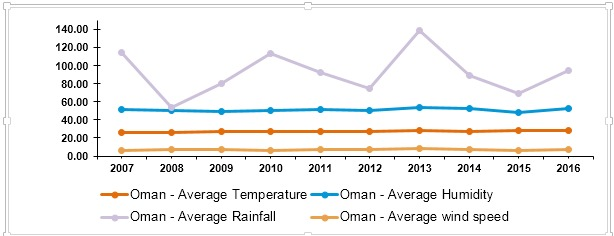 140.00
120.00
100.00
80.00
60.00
40.00
20.00
0.00
2007 2008 2009 2010 2011 2012 2013 2014 2015 2016
Oman - Average Temperature Oman - Average Humidity
Oman - Average Rainfall Oman - Average wind speed